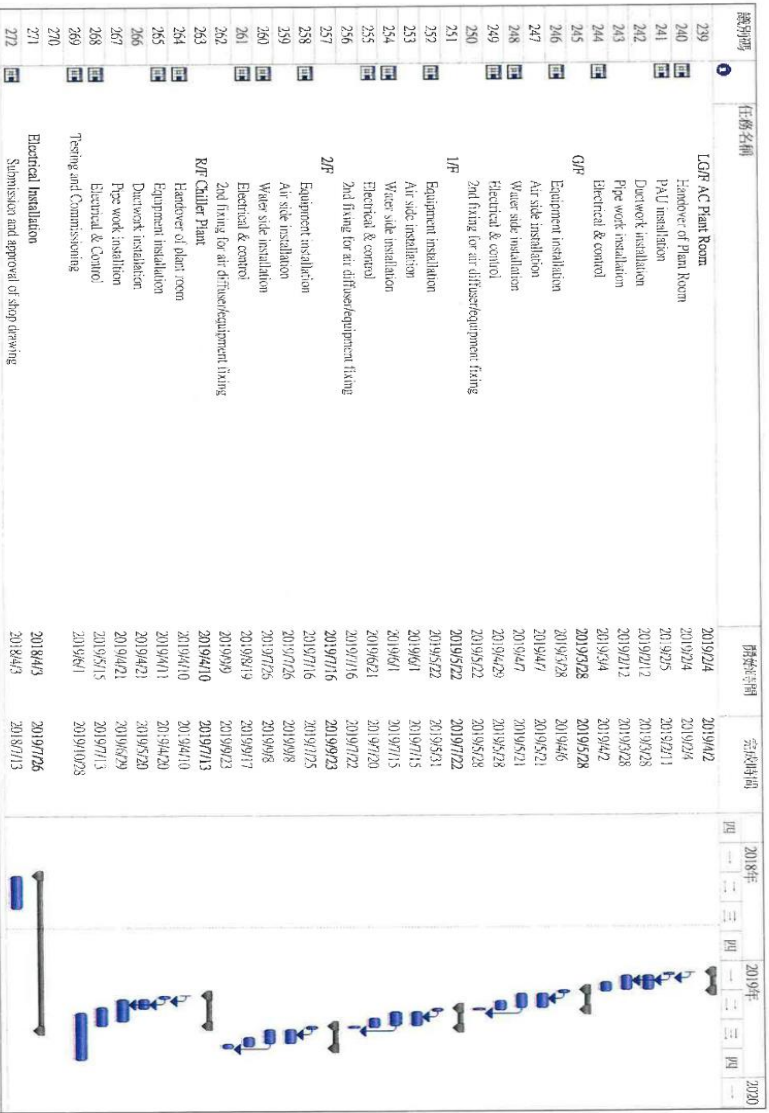 識別碼 任務名稱 開始時間 完成時間 2018年 2019年 2020
四 一 二 三 四 一 二 三 四 一
239 LG/F AC Plant Room 2019/2/4 2019/4/2
240 Handover of Plant Room 2019/2/4 2019/2/4
241 PAU installation 2019/2/5 2019/2/11
242 Ductwork installation 2019/2/12 2019/3/28
243 Pipe work installation 2019/2/12 2019/3/28
244 Electrical & control 2019/3/4 2019/4/2
245 G/F 2019/3/28 2019/5/28
246 Equipment installation 2019/3/28 2019/4/6
247 Air side installation 2019/4/7 2019/5/21
248 Water side installation 2019/4/7 2019/5/21
249 Electrical & control 2019/4/29 2019/5/28
250 2nd fixing for air diffuser/equipment fixing 2019/5/22 2019/5/28
251 1/F 2019/5/22 2019/7/22
252 Equipment installation 2019/5/22 2019/5/31
253 Air side installation 2019/6/1 2019/7/15
254 Water side installation 2019/6/1 2019/7/15
255 Electrical & control 2019/6/21 2019/7/20
256 2nd fixing for air diffuser/equipment fixing 2019/7/16 2019/7/22
257 2/F 2019/7/16 2019/9/23
258 Equipment installation 2019/7/16 2019/7/25
259 Air side installation 2019/7/26 2019/9/8
260 Water side installation 2019/7/26 2019/9/8
261 Electrical & control 2019/8/19 2019/9/17
262 2nd fixing for air diffuser/equipment fixing 2019/9/9 2019/9/23
263 R/F Chiller Plant 2019/4/10 2019/7/13
264 Handover of plant room 2019/4/10 2019/4/10
265 Equipment installation 2019/4/11 2019/4/20
266 Ductwork installation 2019/4/21 2019/5/20
267 Pipe work installtion 2019/4/21 2019/6/29
268 Electrical & Control 2019/5/15 2019/7/13
269 Testing and Commissioning 2019/6/1 2019/10/28
270
271 Electrical Installation 2018/4/3 2019/7/26
272 Submission and approval of shop drawing 2018/4/3 2018/7/13